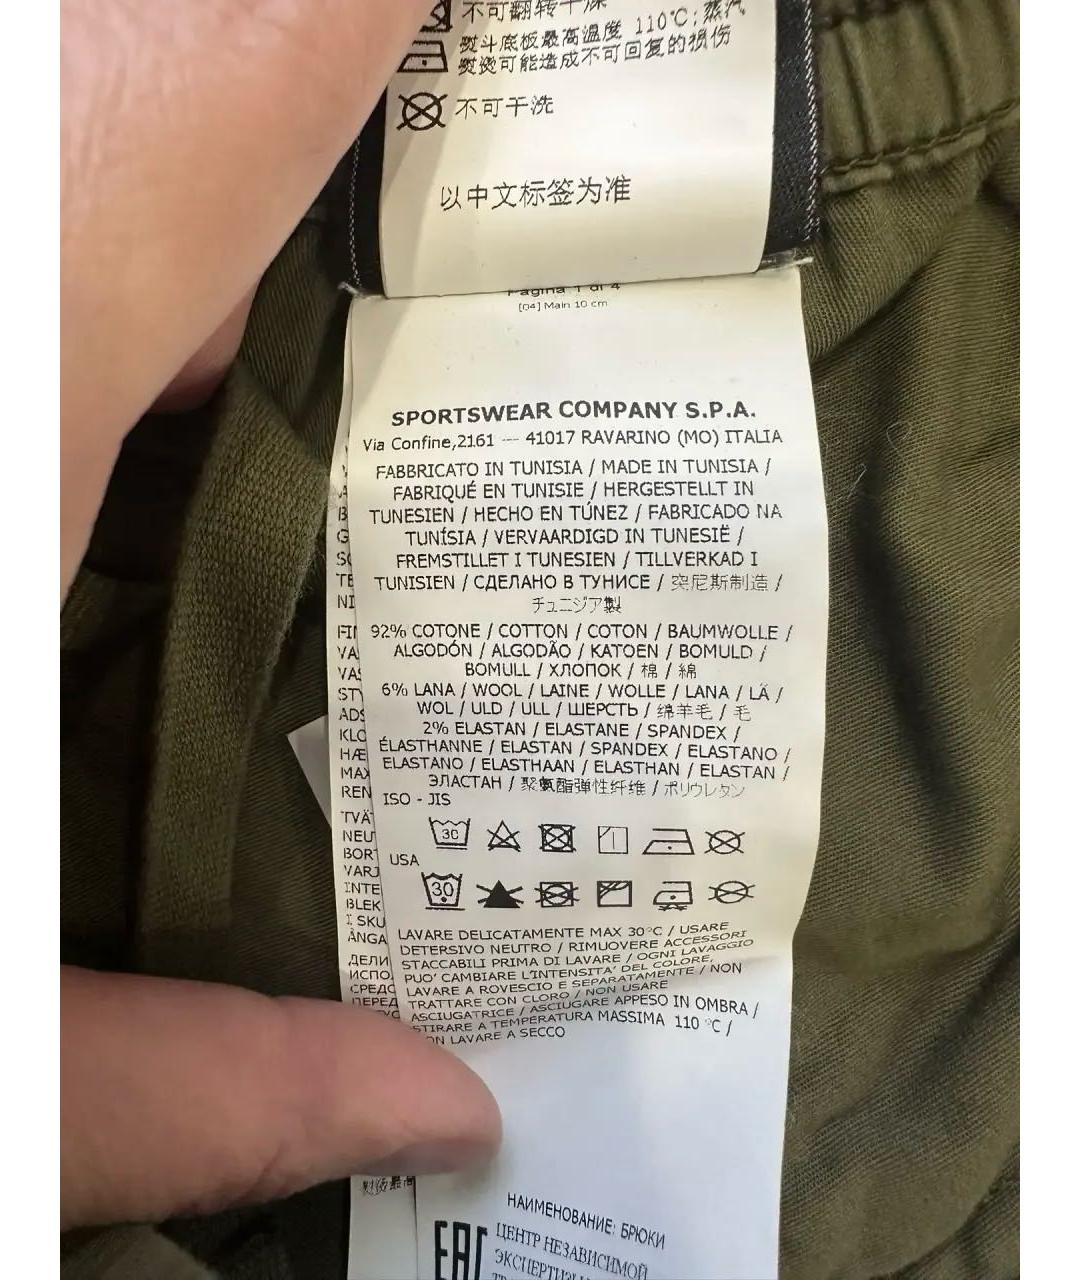 不可翻转干燥
熨斗底板最高温度 110℃;蒸汽
熨烫可能造成不可回复的损伤
不可干洗
以中文标签为准
Pagina 1 di 4
[04] Main 10 cm
SPORTSWEAR COMPANY S.P.A.
Via Confine,2161 --- 41017 RAVARINO (MO) ITALIA
FABBRICATO IN TUNISIA / MADE IN TUNISIA /
FABRIQUÉ EN TUNISIE / HERGESTELLT IN
TUNESIEN / HECHO EN TÚNEZ / FABRICADO NA
TUNÍSIA / VERVAARDIGD IN TUNESIË /
FREMSTILLET I TUNESIEN / TILLVERKAD I
TUNISIEN / СДЕЛАНО В ТУНИСЕ / 突尼斯制造 /
チュニジア製
92% COTONE / COTTON / COTON / BAUMWOLLE /
ALGODÓN / ALGODÃO / KATOEN / BOMULD /
BOMULL / ХЛОПОК / 棉 / 綿
6% LANA / WOOL / LAINE / WOLLE / LANA / LÃ /
WOL / ULD / ULL / ШЕРСТЬ / 绵羊毛 / 毛
2% ELASTAN / ELASTANE / SPANDEX /
ÉLASTHANNE / ELASTAN / SPANDEX / ELASTANO /
ELASTANO / ELASTHAAN / ELASTHAN / ELASTAN /
ЭЛАСТАН / 聚氨酯弹性纤维 / ポリウレタン
ISO - JIS
30
USA
30
LAVARE DELICATAMENTE MAX 30°C / USARE
DETERSIVO NEUTRO / RIMUOVERE ACCESSORI
STACCABILI PRIMA DI LAVARE / OGNI LAVAGGIO
PUO' CAMBIARE L'INTENSITA' DEL COLORE,
LAVARE A ROVESCIO E SEPARATAMENTE / NON
TRATTARE CON CLORO / NON USARE
ASCIUGATRICE / ASCIUGARE APPESO IN OMBRA /
STIRARE A TEMPERATURA MASSIMA 110 °C /
ON LAVARE A SECCO
НАИМЕНОВАНИЕ: БРЮКИ
EAC
ЦЕНТР НЕЗАВИСИМОЙ